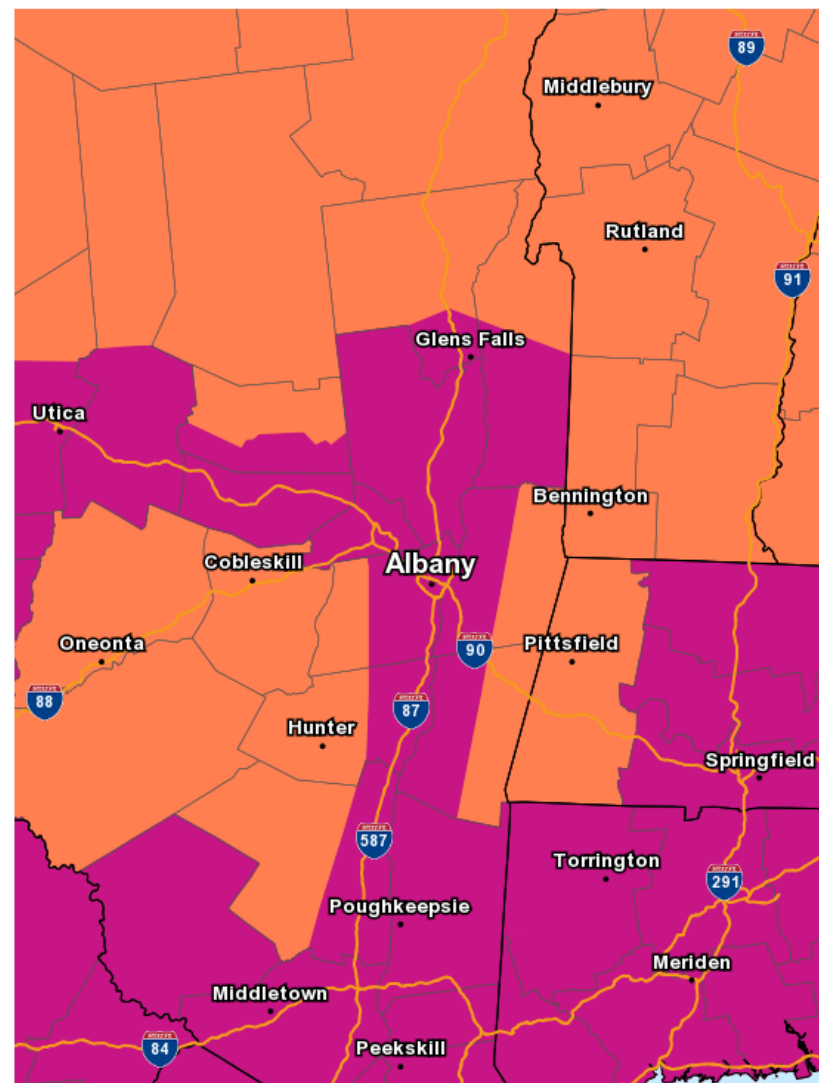 89
Middlebury
Rutland
91
Glens Falls
Utica
Bennington
Albany
Cobleskill
Oneonta
90
Pittsfield
88
87
Hunter
Springfield
587
Torrington
291
Poughkeepsie
Meriden
Middletown
84
Peekskill